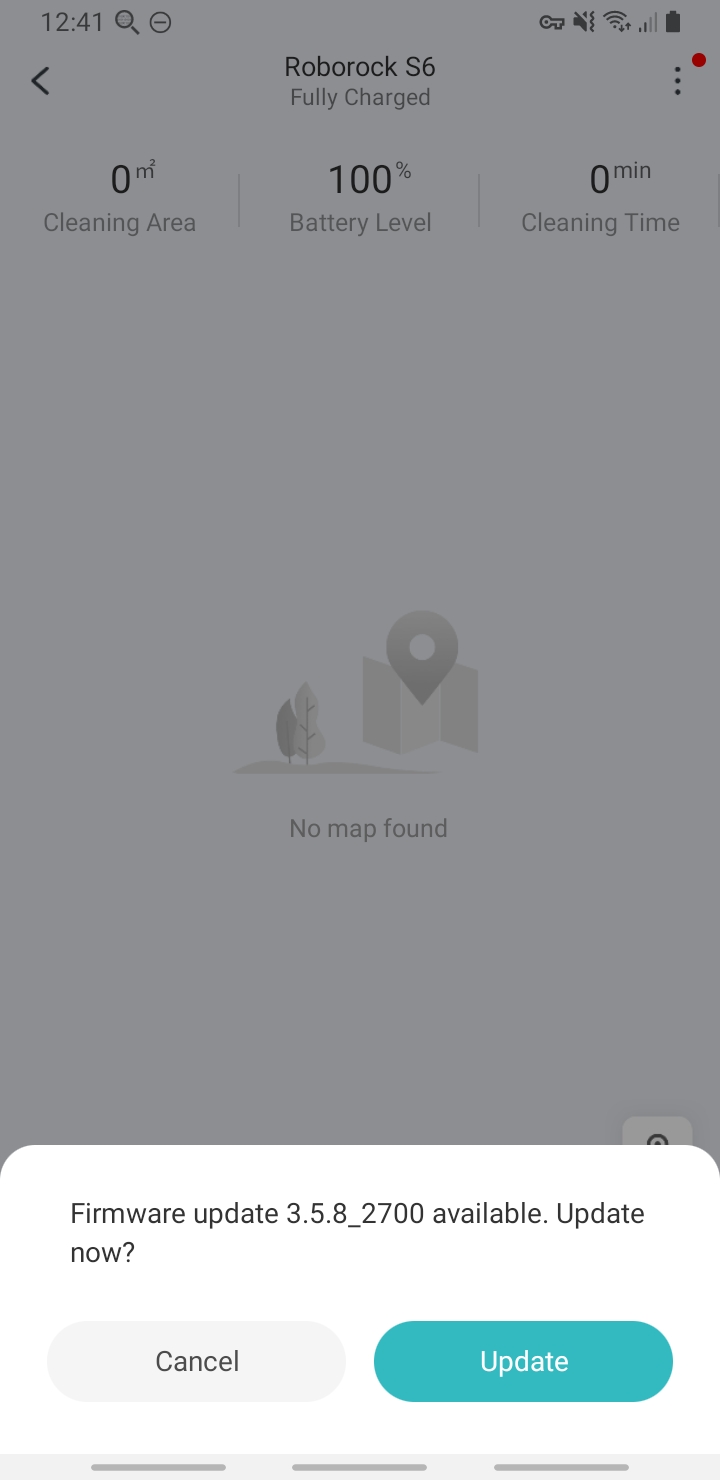 12:41
Roborock S6
Fully Charged
0 m² 100 % 0 min
Cleaning Area Battery Level Cleaning Time
No map found
Firmware update 3.5.8_2700 available. Update
now?
Cancel Update